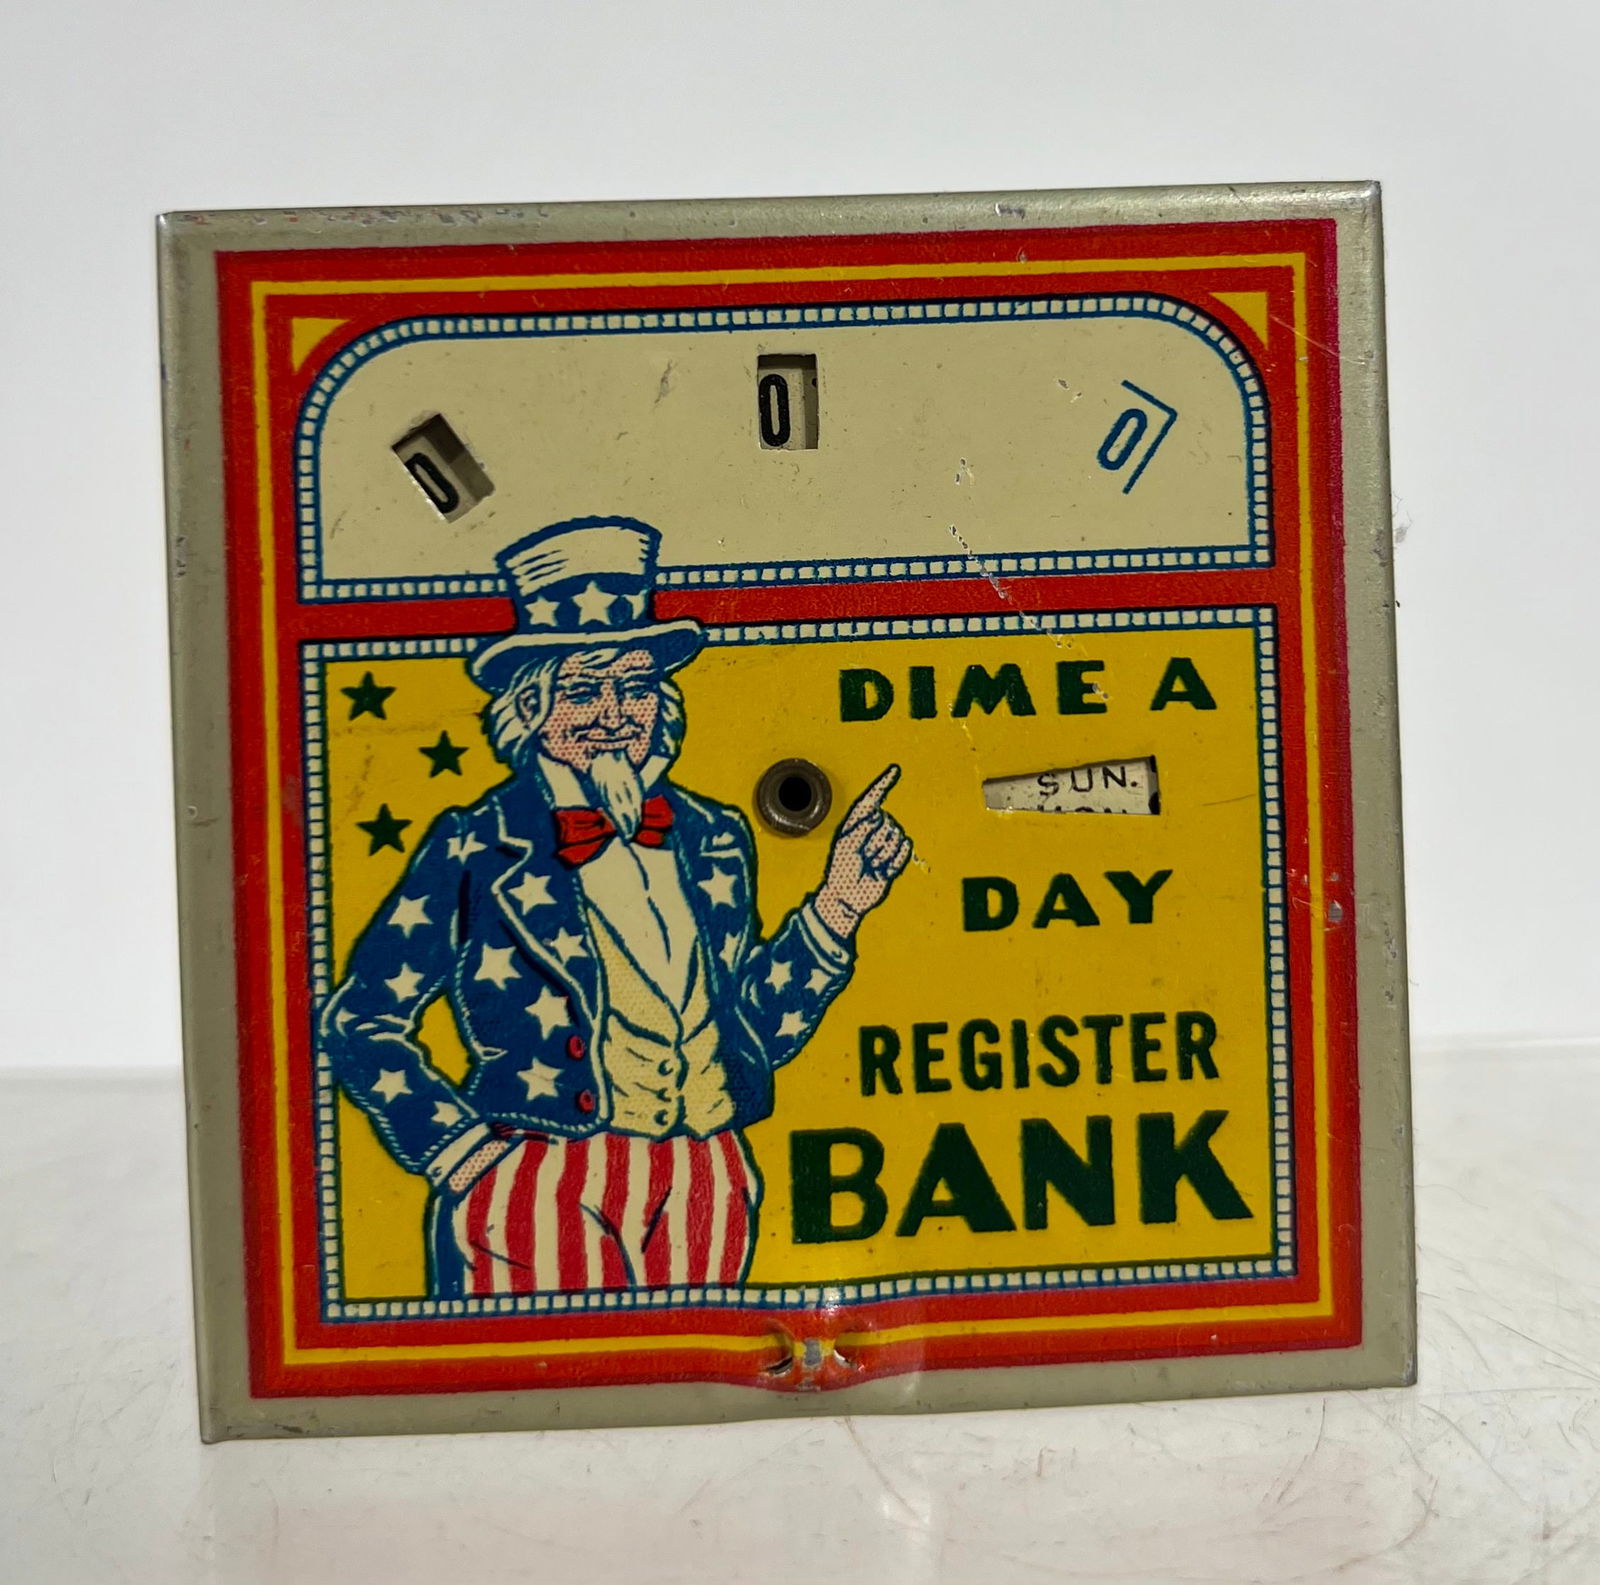 0 0 0
DIME A
SUN.
DAY
REGISTER
BANK